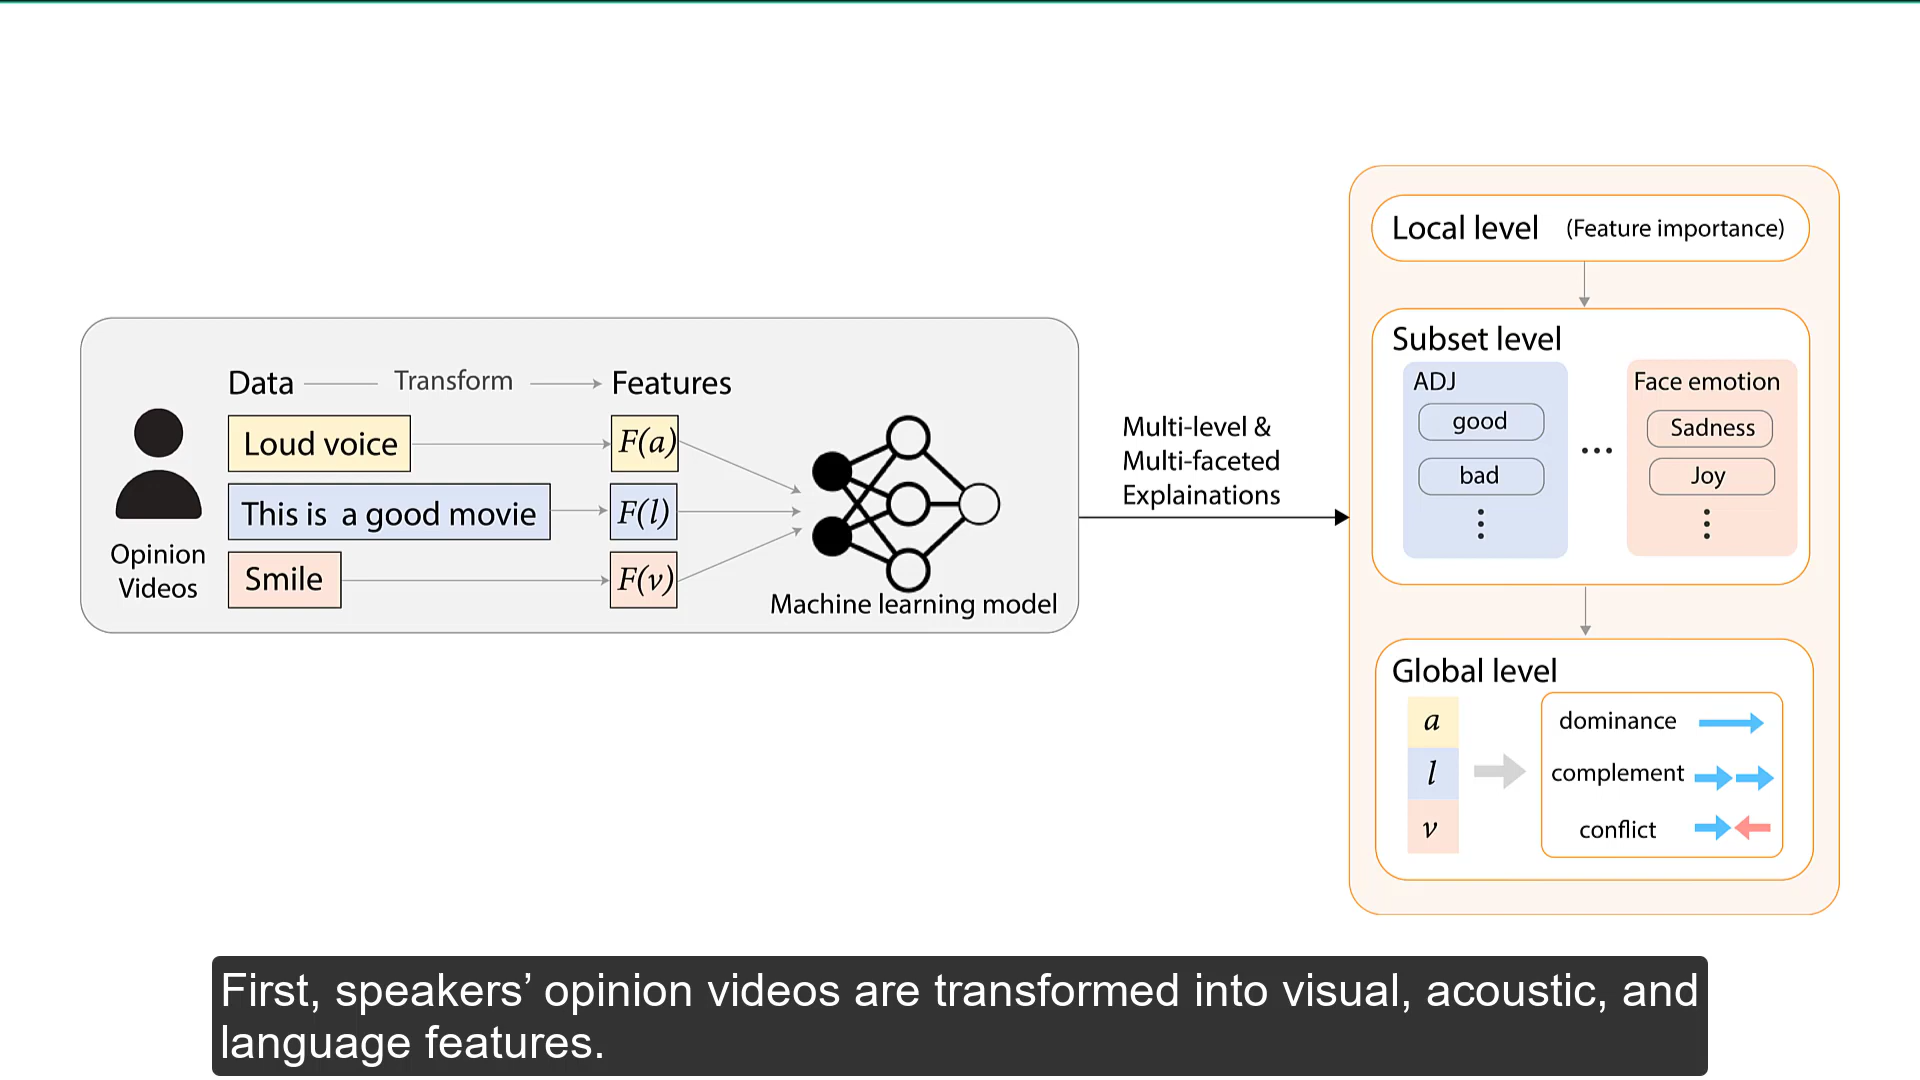 Data
Transform
Features
Loud voice
F(a)
This is a good movie
F(l)
Smile
F(v)
Opinion
Videos
Machine learning model
Multi-level &
Multi-faceted
Explainations
Local level (Feature importance)
Subset level
ADJ
good
bad
...
Face emotion
Sadness
Joy
Global level
a
l
v
dominance
complement
conflict
First, speakers’ opinion videos are transformed into visual, acoustic, and
language features.